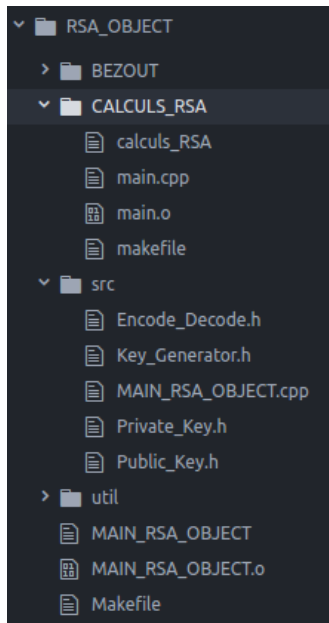 RSA_OBJECT
BEZOUT
CALCULS_RSA
calculs_RSA
main.cpp
main.o
makefile
src
Encode_Decode.h
Key_Generator.h
MAIN_RSA_OBJECT.cpp
Private_Key.h
Public_Key.h
util
MAIN_RSA_OBJECT
MAIN_RSA_OBJECT.o
Makefile